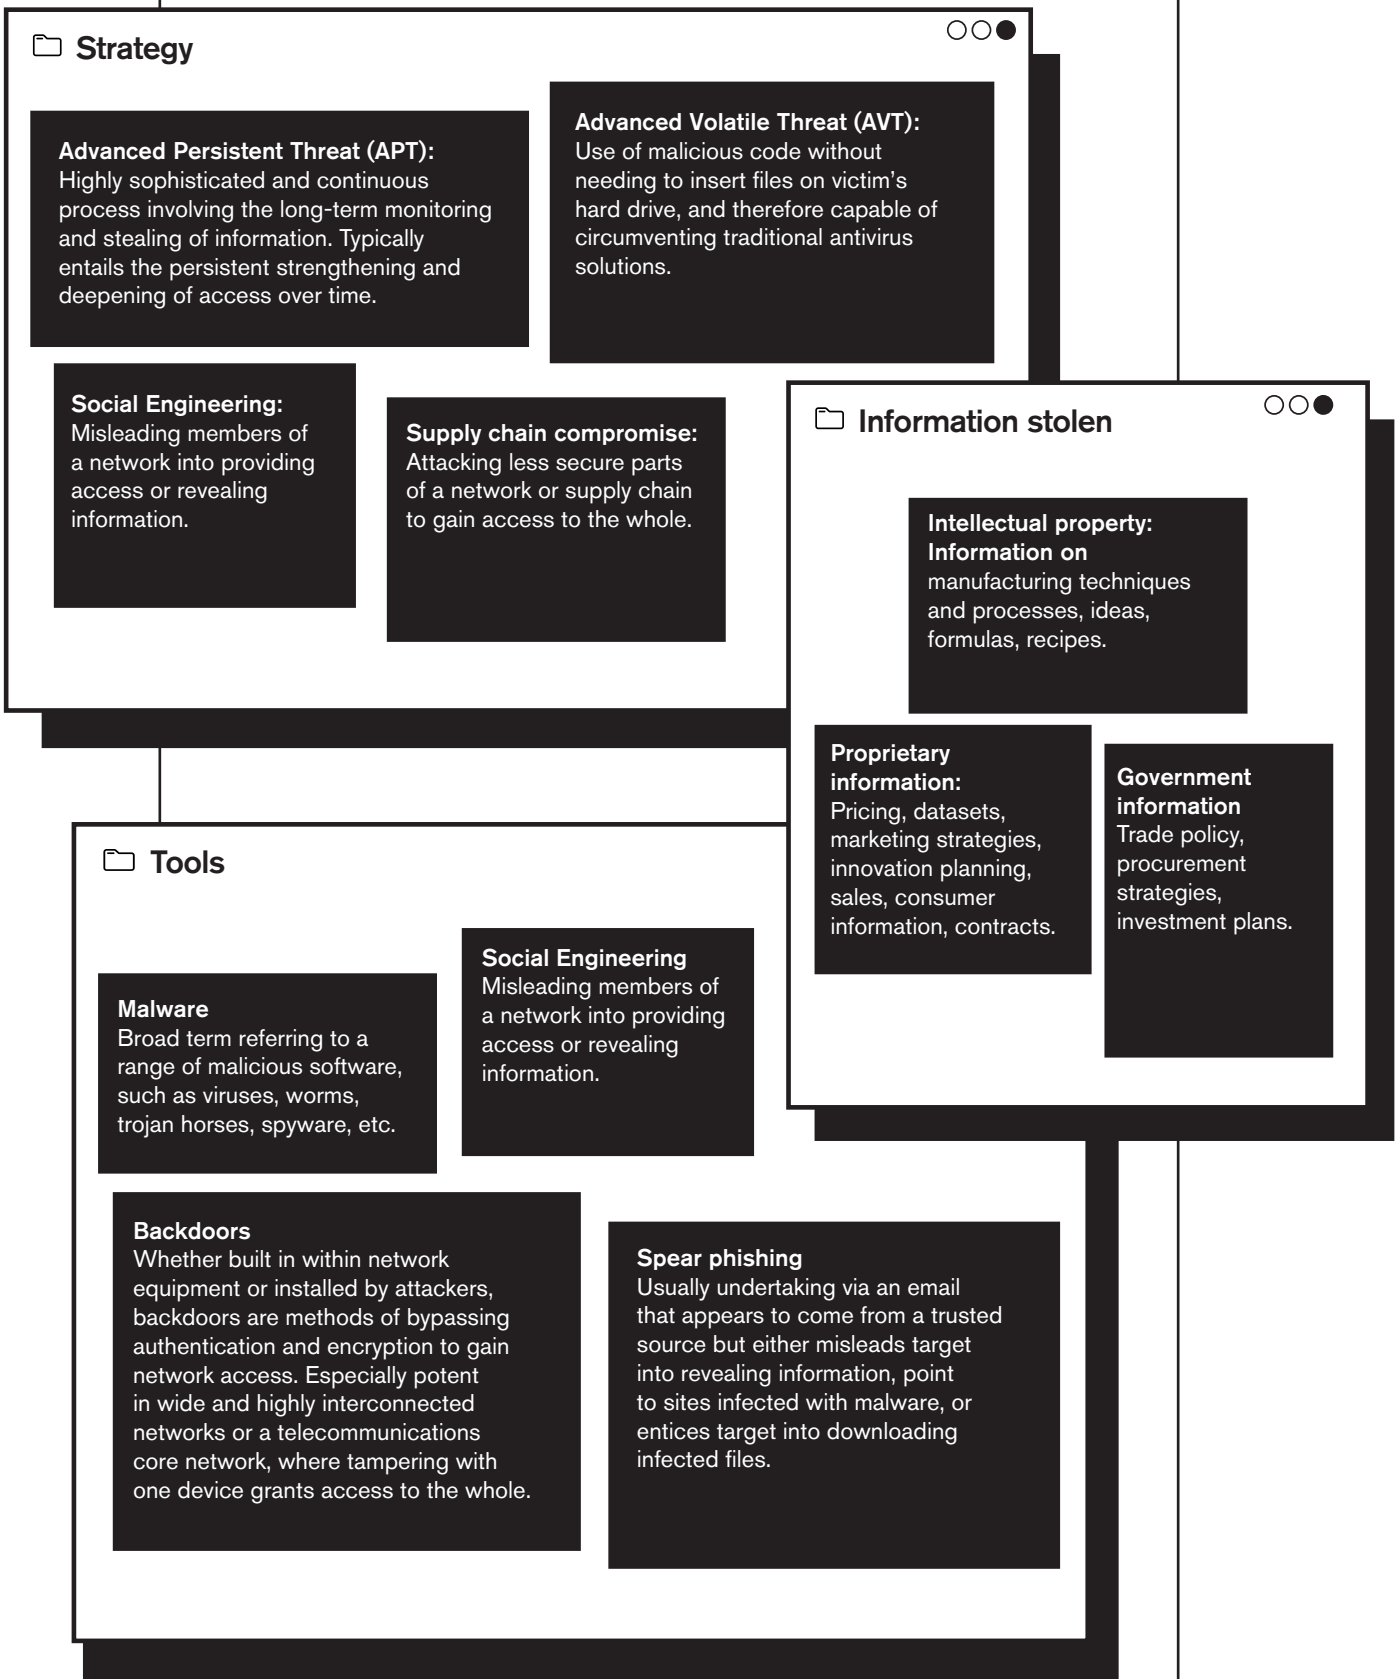 Strategy
Advanced Persistent Threat (APT):
Highly sophisticated and continuous
process involving the long-term monitoring
and stealing of information. Typically
entails the persistent strengthening and
deepening of access over time.
Advanced Volatile Threat (AVT):
Use of malicious code without
needing to insert files on victim's
hard drive, and therefore capable of
circumventing traditional antivirus
solutions.
Social Engineering:
Misleading members of
a network into providing
access or revealing
information.
Supply chain compromise:
Attacking less secure parts
of a network or supply chain
to gain access to the whole.
Information stolen
Intellectual property:
Information on
manufacturing techniques
and processes, ideas,
formulas, recipes.
Proprietary
information:
Pricing, datasets,
marketing strategies,
innovation planning,
sales, consumer
information, contracts.
Government
information
Trade policy,
procurement
strategies,
investment plans.
Tools
Malware
Broad term referring to a
range of malicious software,
such as viruses, worms,
trojan horses, spyware, etc.
Social Engineering
Misleading members of
a network into providing
access or revealing
information.
Backdoors
Whether built in within network
equipment or installed by attackers,
backdoors are methods of bypassing
authentication and encryption to gain
network access. Especially potent
in wide and highly interconnected
networks or a telecommunications
core network, where tampering with
one device grants access to the whole.
Spear phishing
Usually undertaking via an email
that appears to come from a trusted
source but either misleads target
into revealing information, point
to sites infected with malware, or
entices target into downloading
infected files.